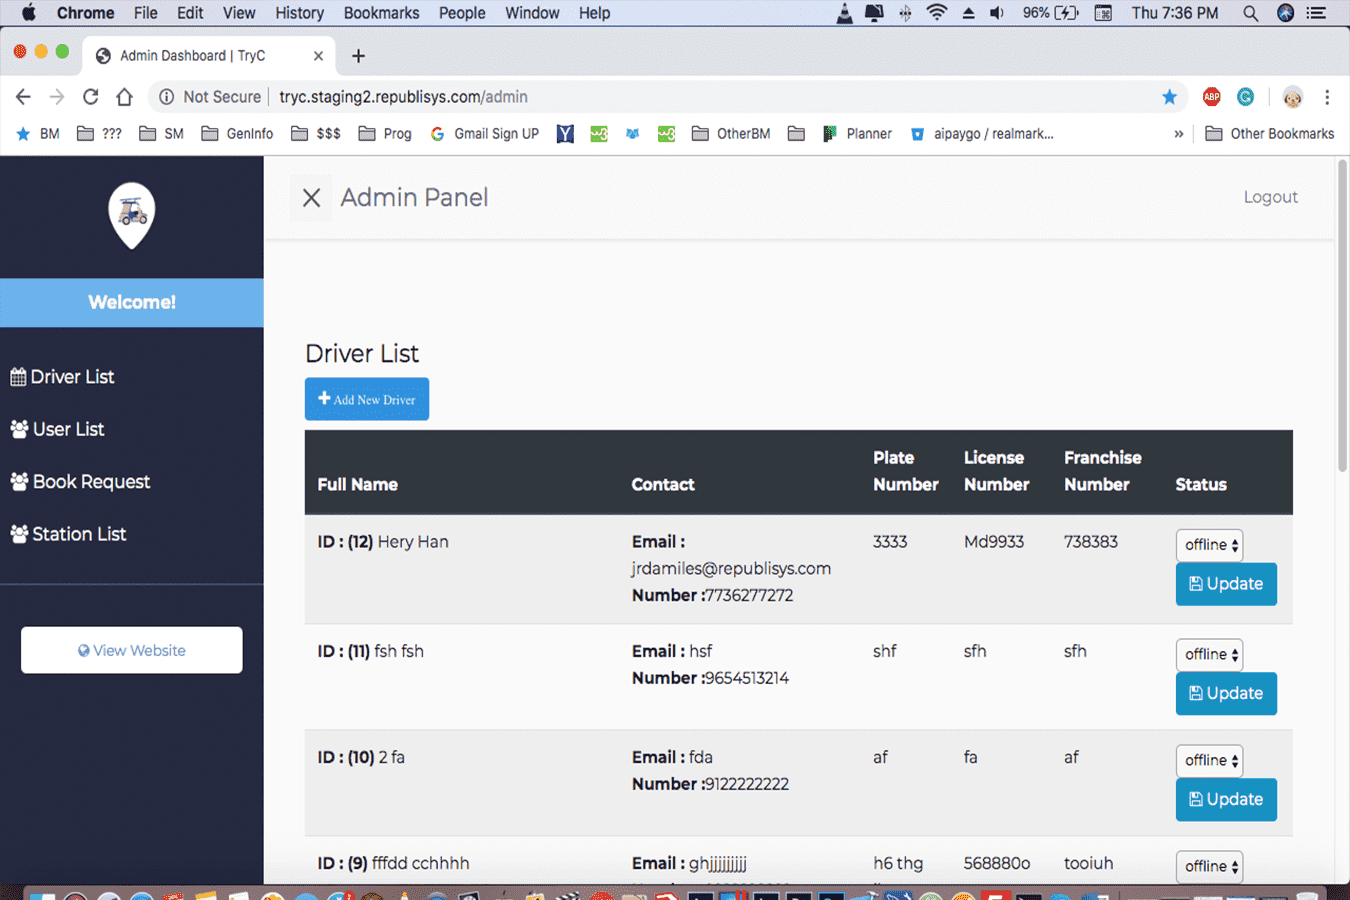 Chrome File Edit View History Bookmarks People Window Help 96% Thu 7:36 PM
Admin Dashboard | TryC
Not Secure tryc.staging2.republisys.com/admin
ABP
BM ??? SM GenInfo $$$ Prog Gmail Sign UP OtherBM Planner aipaygo / realmark... » Other Bookmarks
Admin Panel
Logout
Welcome!
Driver List
User List
Book Request
Station List
View Website
Driver List
Add New Driver
Full Name Contact Plate Number License Number Franchise Number Status
ID : (12) Hery Han Email : 3333 Md9933 738383 offline
jrdamiles@republisys.com
Number :7736277272 Update
ID : (11) fsh fsh Email : hsf shf sfh sfh offline
Number :9654513214 Update
ID : (10) 2 fa Email : fda af fa af offline
Number :9122222222 Update
ID : (9) fffdd cchhhh Email : ghjjjjjjjjj h6 thg 568880o tooiuh offline